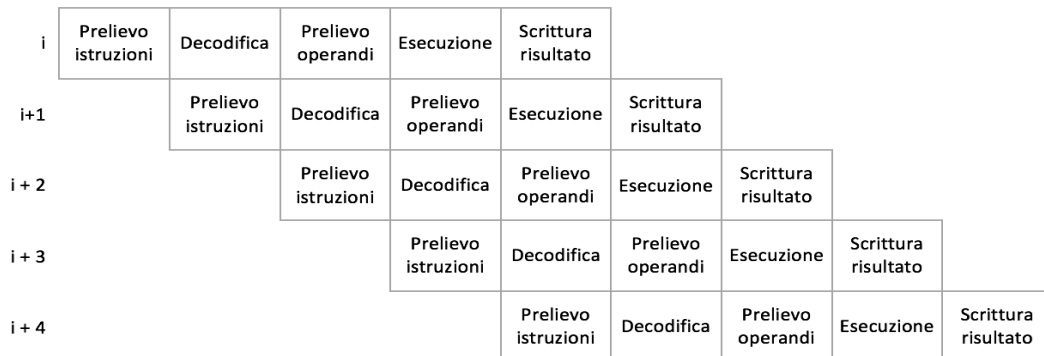 i Prelievo istruzioni Decodifica Prelievo operandi Esecuzione Scrittura risultato
i+1 Prelievo istruzioni Decodifica Prelievo operandi Esecuzione Scrittura risultato
i + 2 Prelievo istruzioni Decodifica Prelievo operandi Esecuzione Scrittura risultato
i + 3 Prelievo istruzioni Decodifica Prelievo operandi Esecuzione Scrittura risultato
i + 4 Prelievo istruzioni Decodifica Prelievo operandi Esecuzione Scrittura risultato